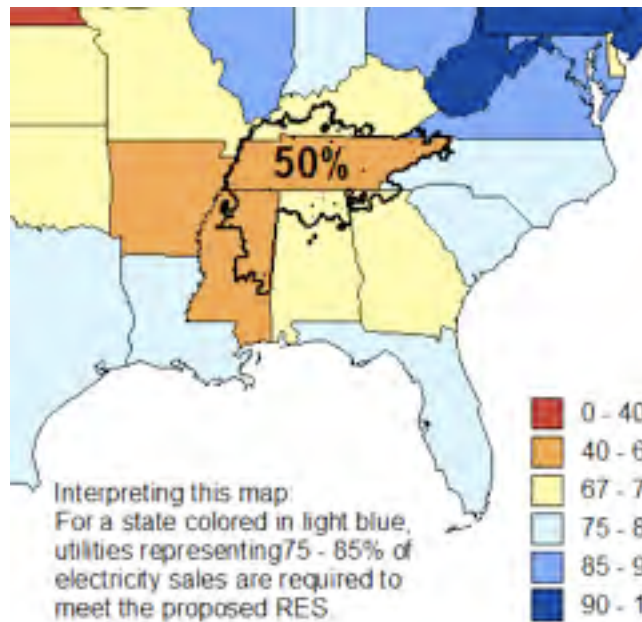 50%
0 - 40
40 - 6
67 - 7
75 - 8
85 - 9
90 - 1
Interpreting this map:
For a state colored in light blue,
utilities representing75 - 85% of
electricity sales are required to
meet the proposed RES.